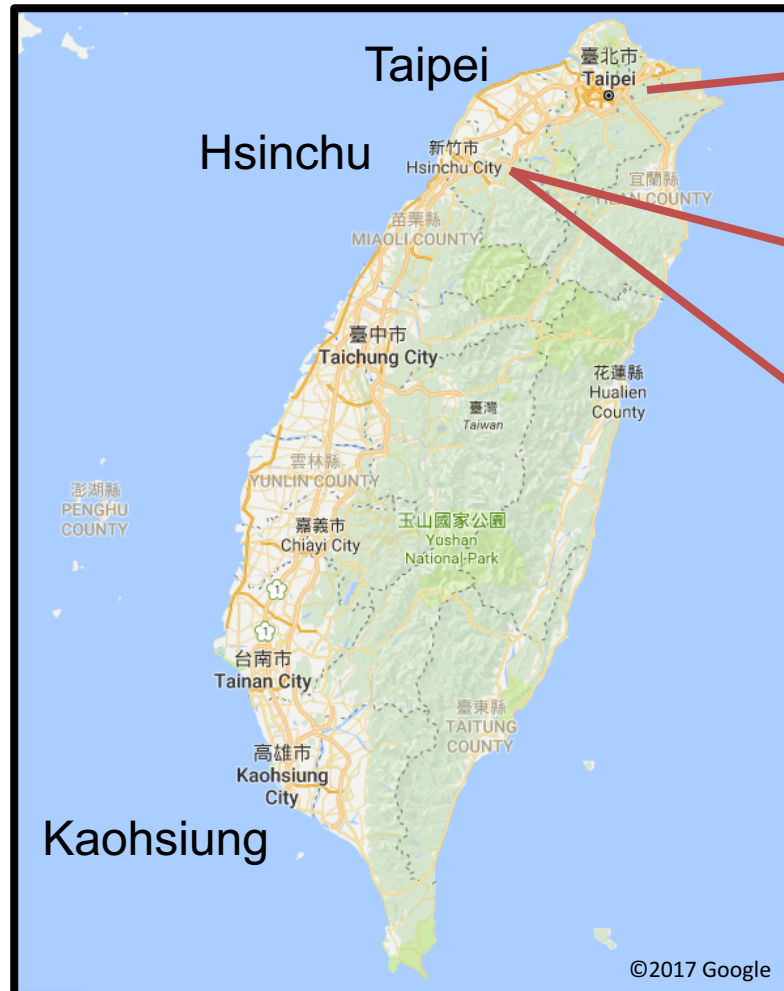 Taipei
臺北市
Taipei
Hsinchu
新竹市
Hsinchu City
宜蘭縣
YILAN COUNTY
苗栗縣
MIAOLI COUNTY
臺中市
Taichung City
花蓮縣
Hualien
County
臺灣
Taiwan
雲林縣
YUNLIN COUNTY
澎湖縣
PENGHU
COUNTY
嘉義市
Chiayi City
玉山國家公園
Yushan
National Park
1
1
台南市
Tainan City
臺東縣
TAITUNG
COUNTY
高雄市
Kaohsiung
City
Kaohsiung
©2017 Google